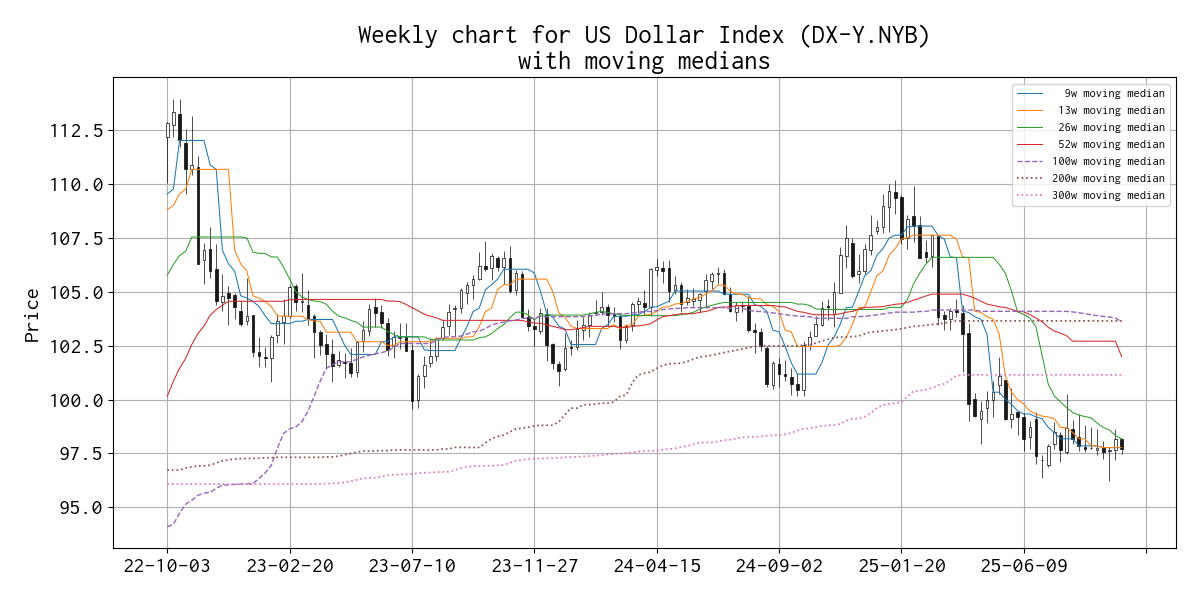 Weekly chart for US Dollar Index (DX-Y.NYB)
with moving medians
9w moving median
13w moving median
26w moving median
52w moving median
100w moving median
200w moving median
300w moving median
Price
112.5
110.0
107.5
105.0
102.5
100.0
97.5
95.0
22-10-03
23-02-20
23-07-10
23-11-27
24-04-15
24-09-02
25-01-20
25-06-09